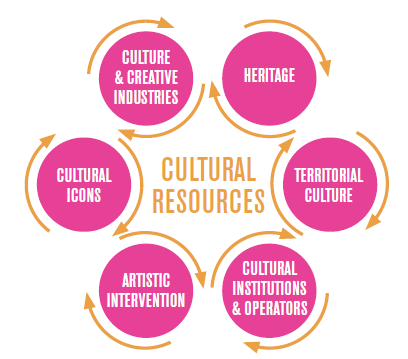 CULTURE
& CREATIVE
INDUSTRIES
HERITAGE
CULTURAL
ICONS
CULTURAL
RESOURCES
TERRITORIAL
CULTURE
ARTISTIC
INTERVENTION
CULTURAL
INSTITUTIONS
& OPERATORS